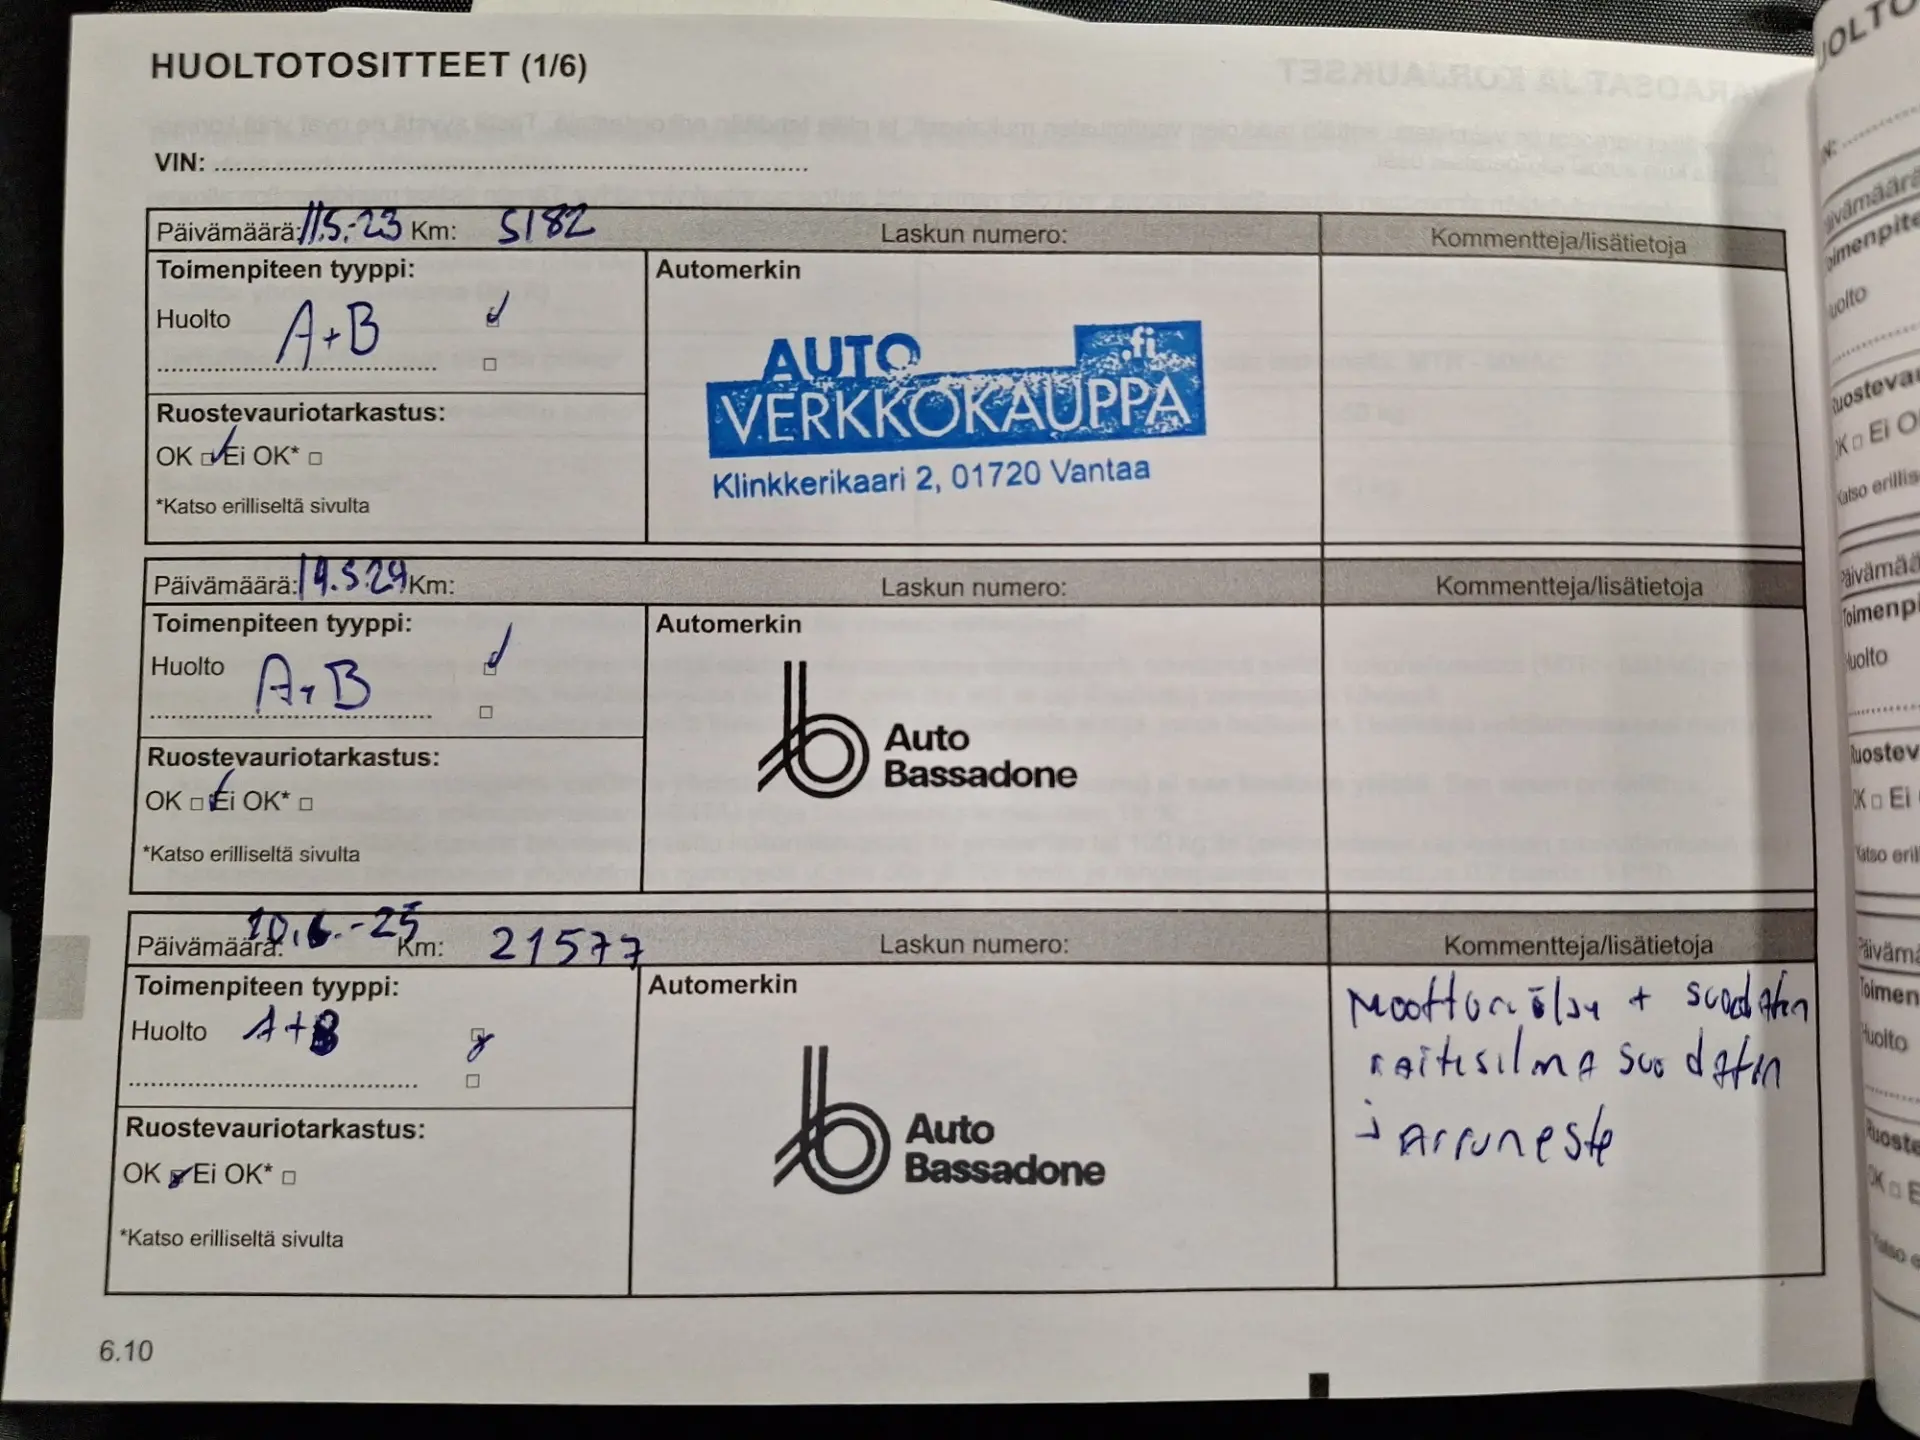 HUOLTOTOSITTEET (1/6)
VIN:
Päivämäärä: 11.5.-23 Km: 5182 Laskun numero: Kommentteja/lisätietoja
Toimenpiteen tyyppi:
Huolto A+B
Automerkin
AUTO
VERKKOKAUPPA
.fi
Klinkkerikaari 2, 01720 Vantaa
Ruostevauriotarkastus:
OK Ei OK*
*Katso erilliseltä sivulta
Päivämäärä: 14.5.24 Km: Laskun numero: Kommentteja/lisätietoja
Toimenpiteen tyyppi:
Huolto A+B
Automerkin
Auto
Bassadone
Ruostevauriotarkastus:
OK Ei OK*
*Katso erilliseltä sivulta
Päivämäärä: 10.6.-25 Km: 21577 Laskun numero: Kommentteja/lisätietoja
Toimenpiteen tyyppi:
Huolto A+B
Automerkin
Auto
Bassadone
Moottoriöljy + suodatin
raitisilma suodatin
jarruneste
Ruostevauriotarkastus:
OK Ei OK*
*Katso erilliseltä sivulta
6.10